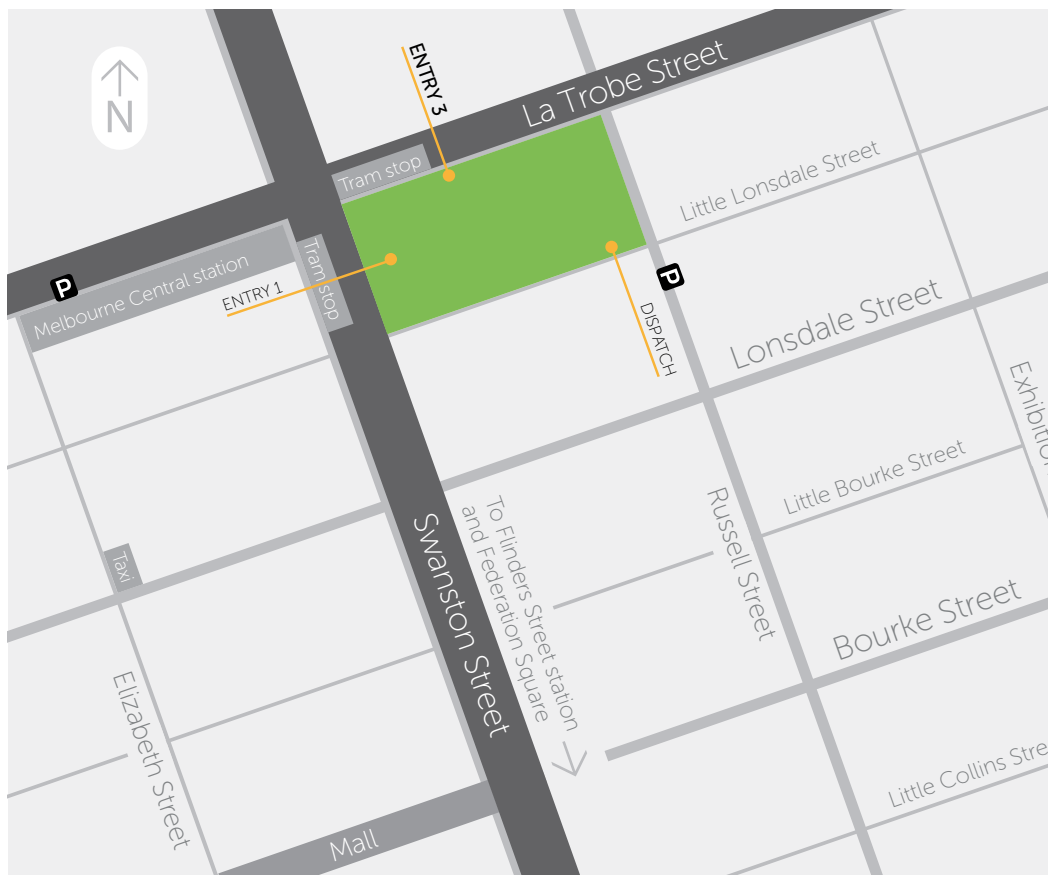 N
ENTRY 3
La Trobe Street
Tram stop
Little Lonsdale Street
P
Melbourne Central station
ENTRY 1
Tram stop
P
DISPATCH
Lonsdale Street
Exhibition
Little Bourke Street
Taxi
Swanston Street
To Flinders Street station
and Federation Square
Russell Street
Bourke Street
Elizabeth Street
Little Collins Stre
Mall